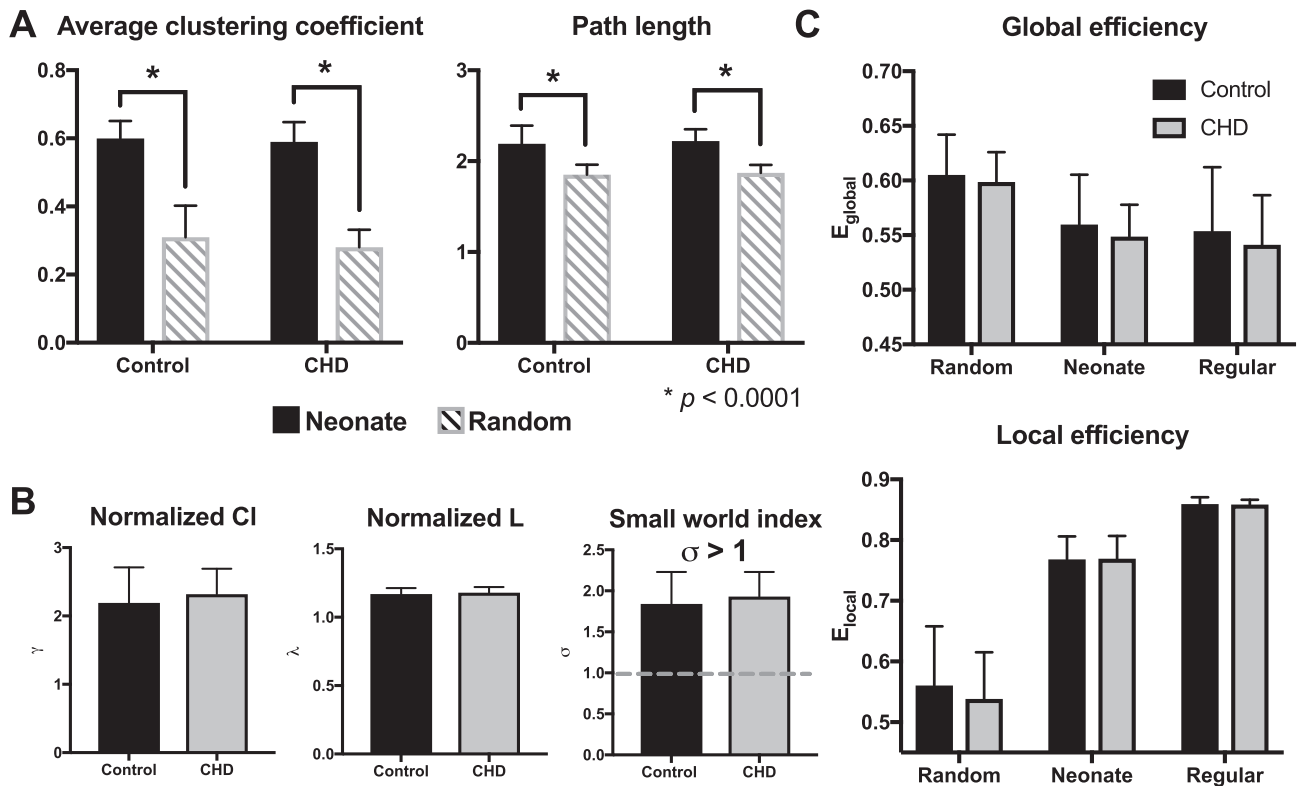 A
Average clustering coefficient
0.8
0.6
0.4
0.2
0.0
*
*
Control
CHD
Path length
3
2
1
0
*
*
Control
CHD
* p < 0.0001
Neonate
Random
B
Normalized Cl
3
2
1
0
γ
Control
CHD
Normalized L
1.5
1.0
0.5
0.0
λ
Control
CHD
Small world index
σ > 1
2.5
2.0
1.5
1.0
0.5
0.0
σ
Control
CHD
C
Global efficiency
Control
CHD
0.70
0.65
0.60
0.55
0.50
0.45
Eglobal
Random
Neonate
Regular
Local efficiency
0.9
0.8
0.7
0.6
0.5
Elocal
Random
Neonate
Regular